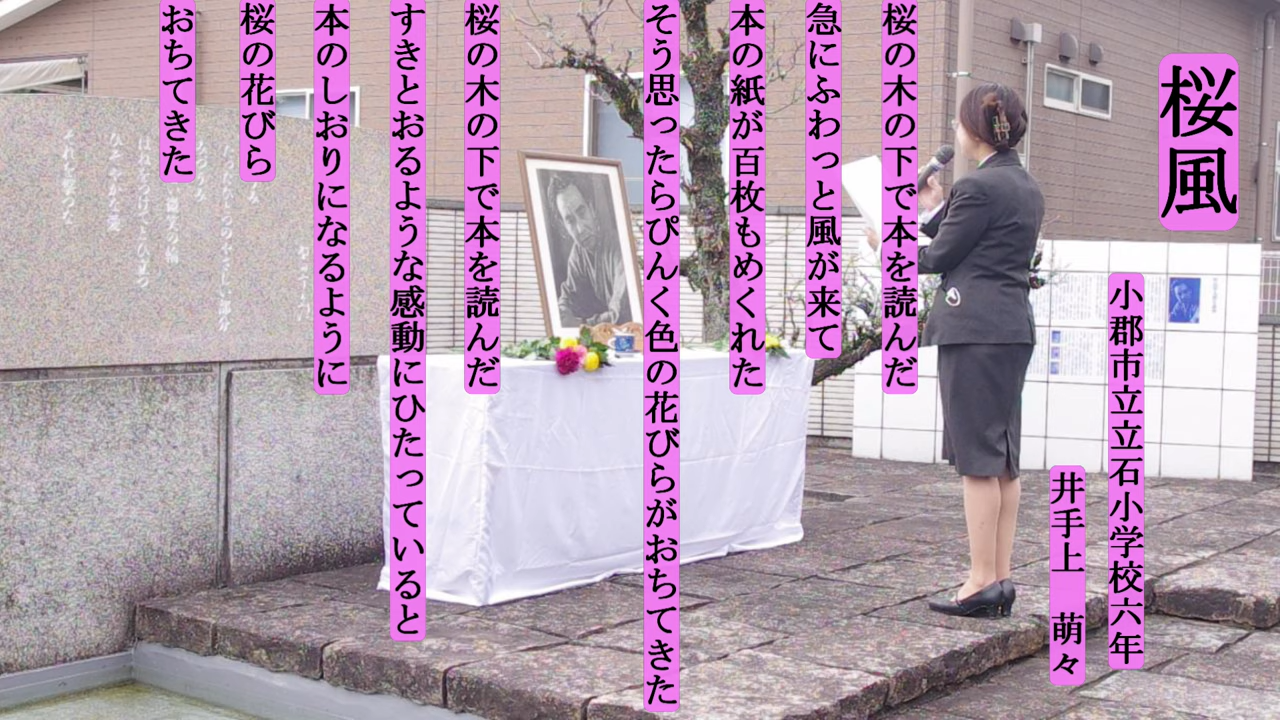 桜風
小郡市立立石小学校六年
井手上　萌々
桜の木の下で本を読んだ
急にふわっと風が来て
本の紙が百枚もめくれた
そう思ったらぴんく色の花びらがおちてきた
桜の木の下で本を読んだ
すきとおるような感動にひたっていると
本のしおりになるように
桜の花びら
おちてきた